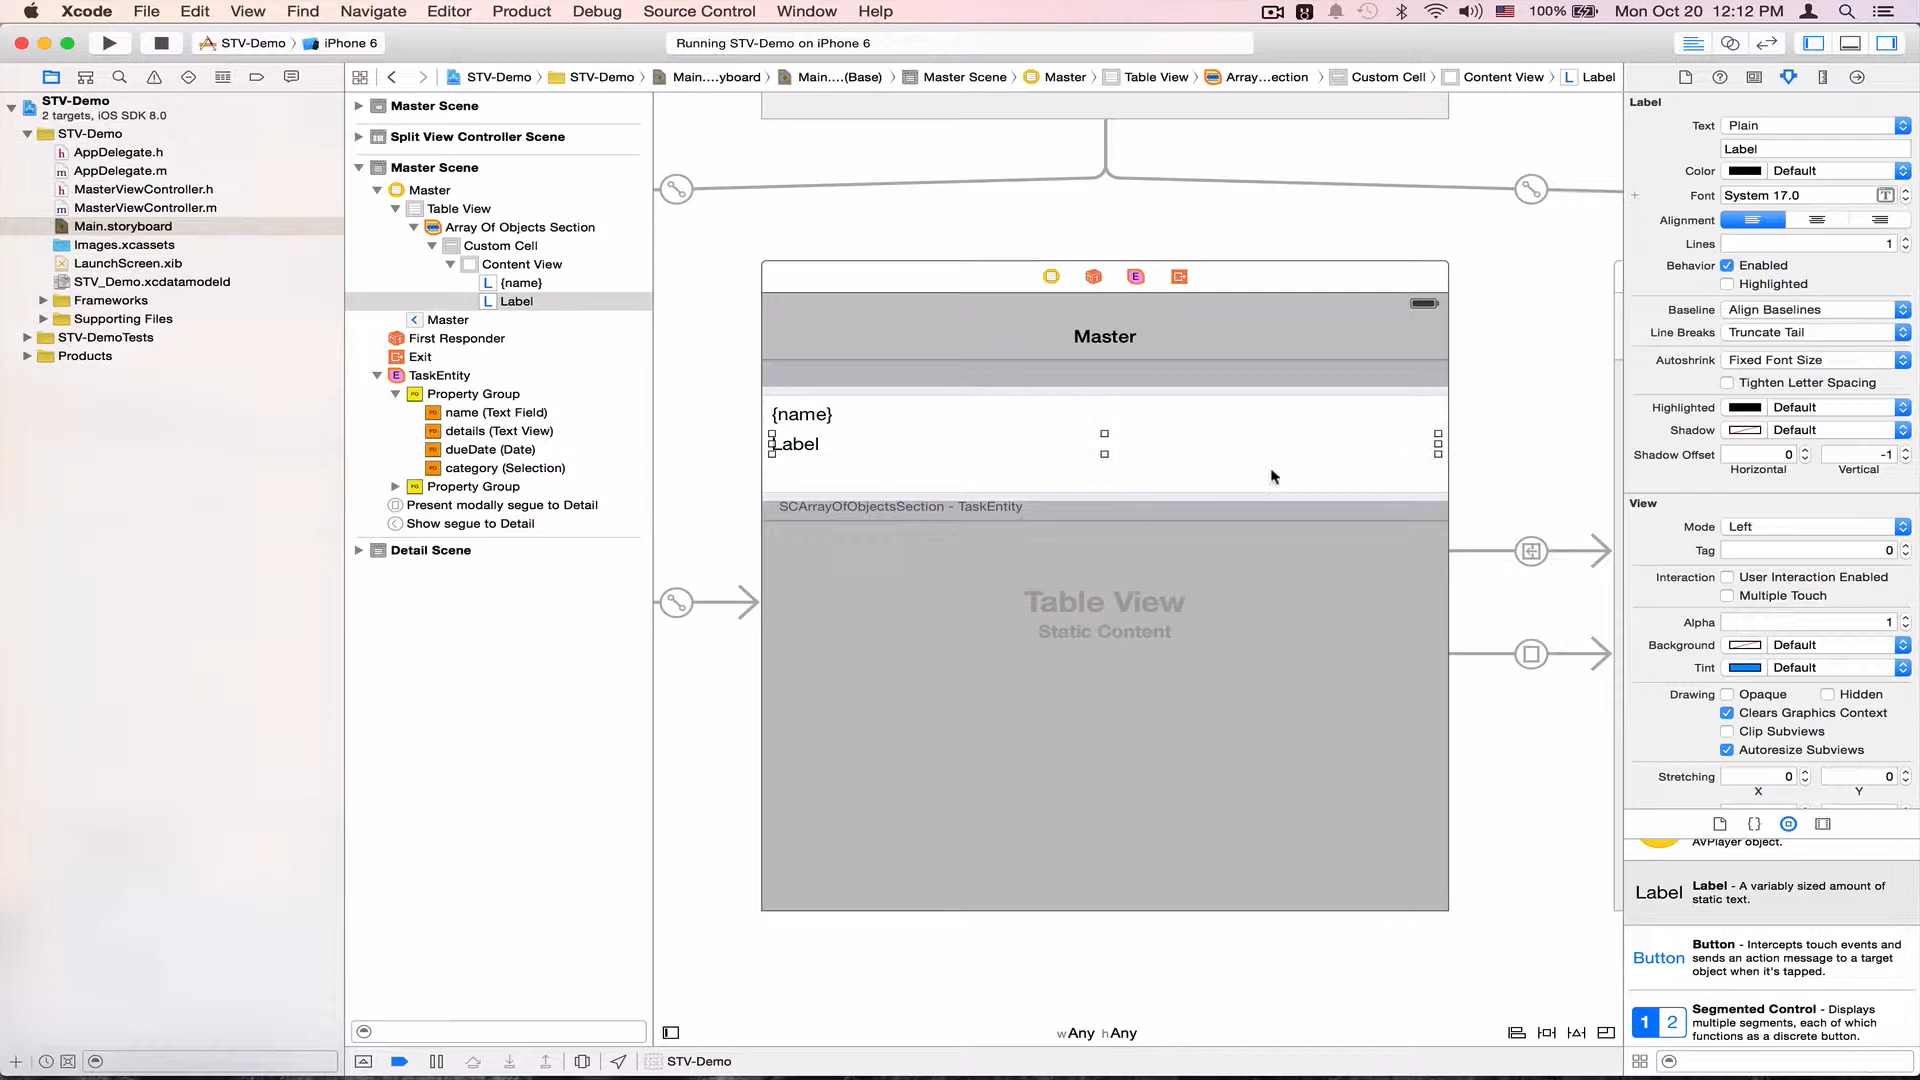 Xcode File Edit View Find Navigate Editor Product Debug Source Control Window Help 100% Mon Oct 20 12:12 PM
STV-Demo iPhone 6 Running STV-Demo on iPhone 6
STV-Demo STV-Demo Main....yboard Main....(Base) Master Scene Master Table View Array...ection Custom Cell Content View L Label
STV-Demo
2 targets, iOS SDK 8.0
STV-Demo
h AppDelegate.h
m AppDelegate.m
h MasterViewController.h
m MasterViewController.m
Main.storyboard
Images.xcassets
LaunchScreen.xib
STV_Demo.xcdatamodeld
Frameworks
Supporting Files
STV-DemoTests
Products
Master Scene
Split View Controller Scene
Master Scene
Master
Table View
Array Of Objects Section
Custom Cell
Content View
L {name}
L Label
Master
First Responder
Exit
E TaskEntity
PG Property Group
PD name (Text Field)
PD details (Text View)
PD dueDate (Date)
PD category (Selection)
PG Property Group
Present modally segue to Detail
Show segue to Detail
Detail Scene
E
Master
{name}
Label
SCArrayOfObjectsSection - TaskEntity
Table View
Static Content
wAny hAny
STV-Demo
Label
Text Plain
Label
Color Default
Font System 17.0 T
Alignment
Lines 1
Behavior Enabled
Highlighted
Baseline Align Baselines
Line Breaks Truncate Tail
Autoshrink Fixed Font Size
Tighten Letter Spacing
Highlighted Default
Shadow Default
Shadow Offset 0 -1
Horizontal Vertical
View
Mode Left
Tag 0
Interaction User Interaction Enabled
Multiple Touch
Alpha 1
Background Default
Tint Default
Drawing Opaque Hidden
Clears Graphics Context
Clip Subviews
Autoresize Subviews
Stretching 0 0
X Y
{}
AVPlayer object.
Label Label - A variably sized amount of
static text.
Button - Intercepts touch events and
Button sends an action message to a target
object when it's tapped.
Segmented Control - Displays
1 2 multiple segments, each of which
functions as a discrete button.